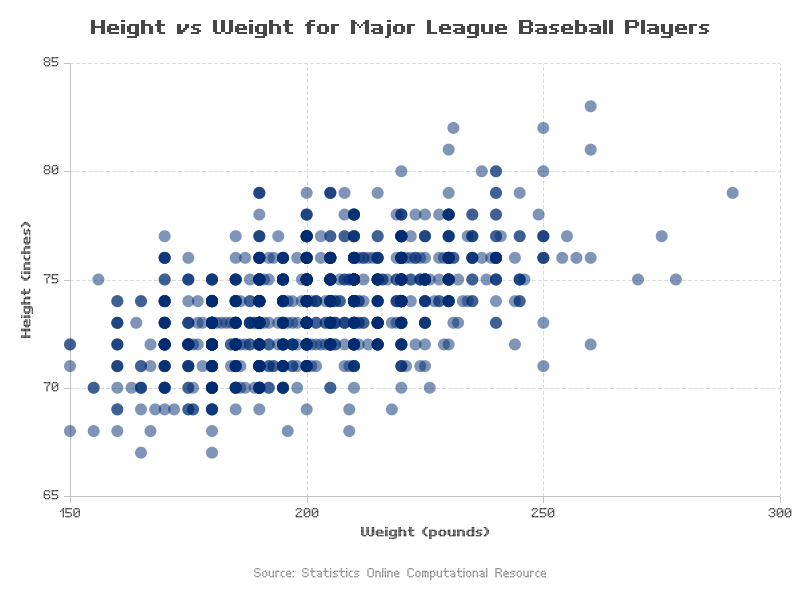 Height vs Weight for Major League Baseball Players
85
80
75
70
65
Height (inches)
150
200
250
300
Weight (pounds)
Source: Statistics Online Computational Resource